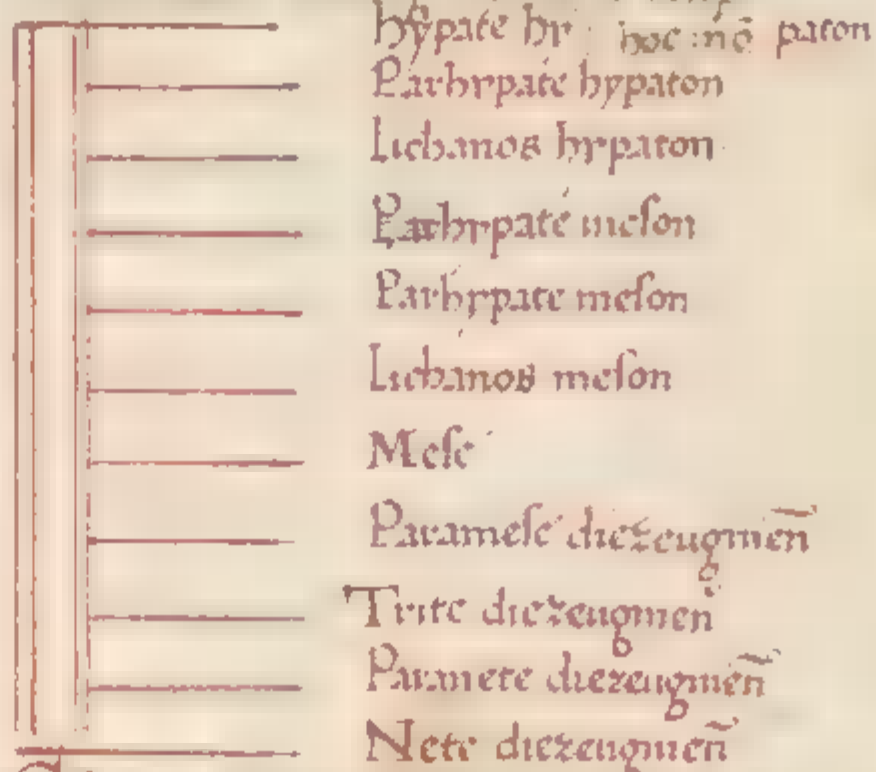 hypate hy hoc mō paton
Parhypate hypaton
Lichanos hypaton
Parhypate meſon
Parhypate meſon
Lichanos meſon
Meſe
Parameſe diezeugmen̄
Trite diezeugmen̄
Paranete diezeugmen̄
Nete diezeugmen̄